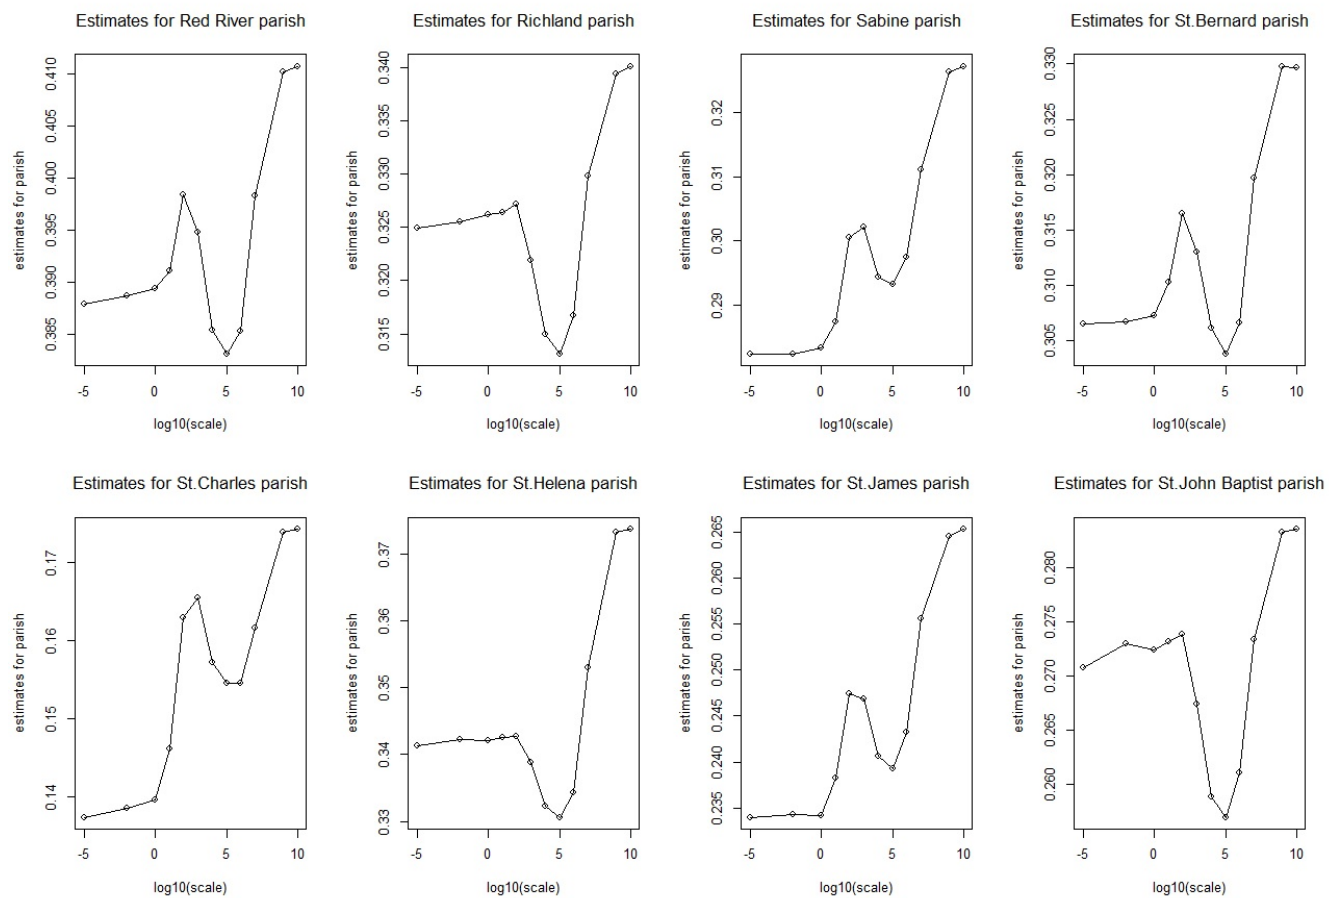 Estimates for Red River parish
estimates for parish
0.385 0.390 0.395 0.400 0.405 0.410
-5 0 5 10
log10(scale)
Estimates for Richland parish
estimates for parish
0.315 0.320 0.325 0.330 0.335 0.340
-5 0 5 10
log10(scale)
Estimates for Sabine parish
estimates for parish
0.29 0.30 0.31 0.32
-5 0 5 10
log10(scale)
Estimates for St.Bernard parish
estimates for parish
0.305 0.310 0.315 0.320 0.325 0.330
-5 0 5 10
log10(scale)
Estimates for St.Charles parish
estimates for parish
0.14 0.15 0.16 0.17
-5 0 5 10
log10(scale)
Estimates for St.Helena parish
estimates for parish
0.33 0.34 0.35 0.36 0.37
-5 0 5 10
log10(scale)
Estimates for St.James parish
estimates for parish
0.235 0.240 0.245 0.250 0.255 0.260 0.265
-5 0 5 10
log10(scale)
Estimates for St.John Baptist parish
estimates for parish
0.260 0.265 0.270 0.275 0.280
-5 0 5 10
log10(scale)